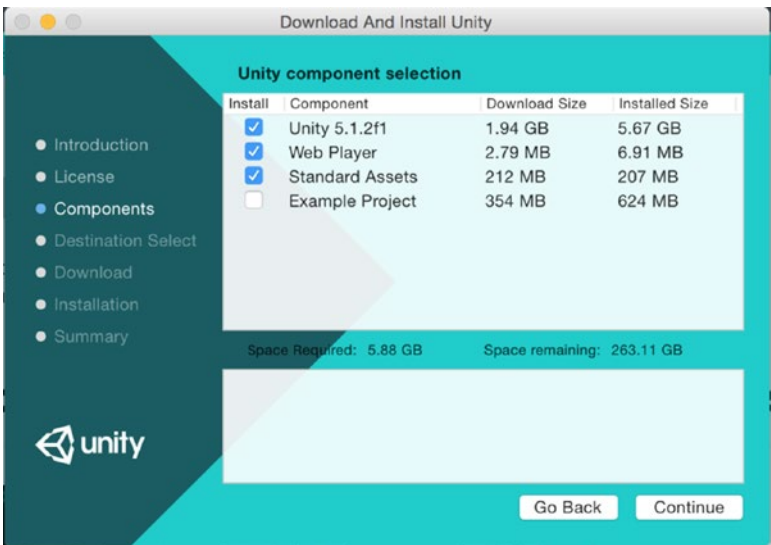 Download And Install Unity
Unity component selection
Install Component Download Size Installed Size
Unity 5.1.2f1 1.94 GB 5.67 GB
Web Player 2.79 MB 6.91 MB
Standard Assets 212 MB 207 MB
Example Project 354 MB 624 MB
Introduction
License
Components
Destination Select
Download
Installation
Summary
Space Required: 5.88 GB Space remaining: 263.11 GB
unity
Go Back Continue